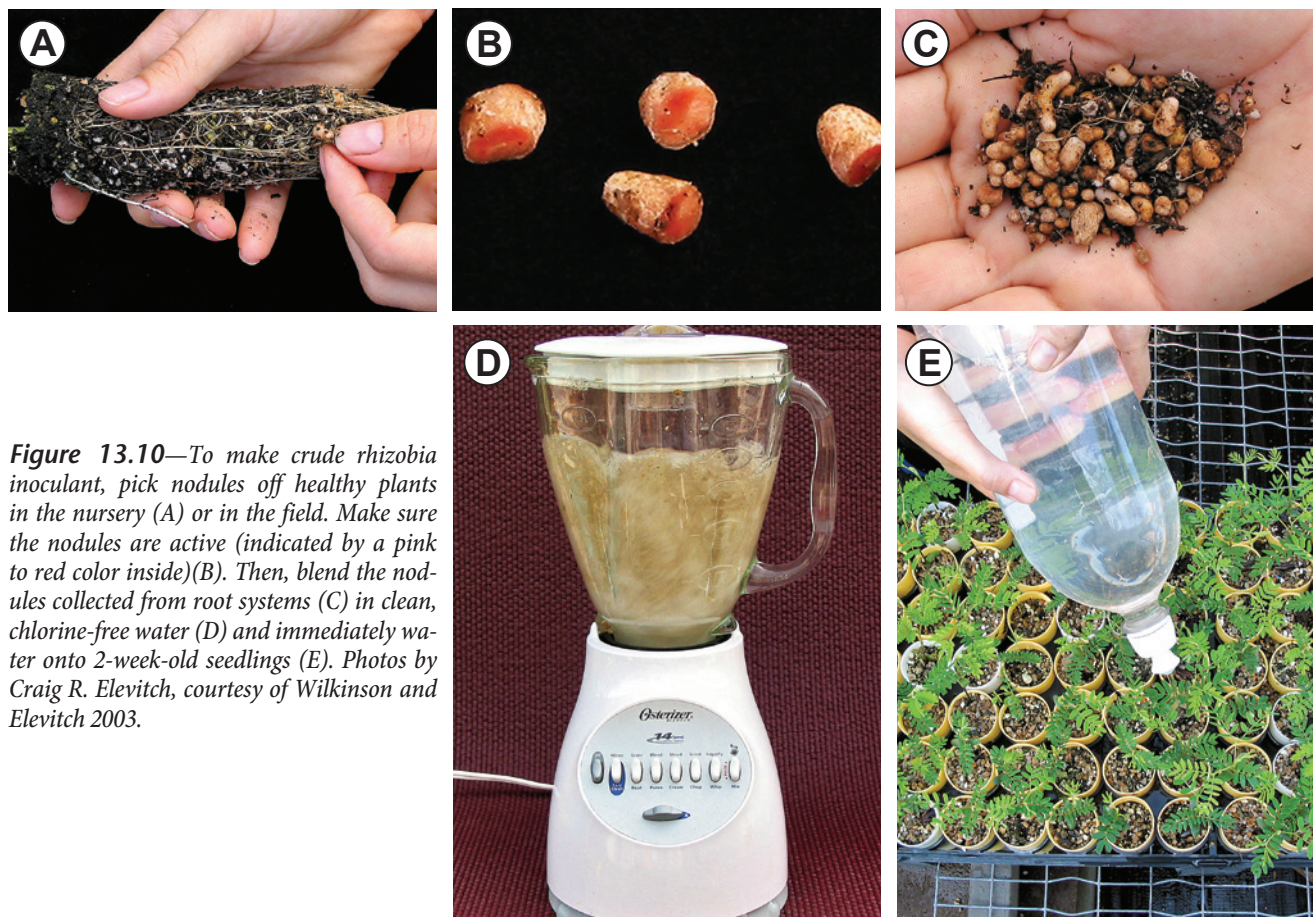 A
B
C
D
E
Figure 13.10—To make crude rhizobia
inoculant, pick nodules off healthy plants
in the nursery (A) or in the field. Make sure
the nodules are active (indicated by a pink
to red color inside)(B). Then, blend the nod-
ules collected from root systems (C) in clean,
chlorine-free water (D) and immediately wa-
ter onto 2-week-old seedlings (E). Photos by
Craig R. Elevitch, courtesy of Wilkinson and
Elevitch 2003.
Osterizer
14